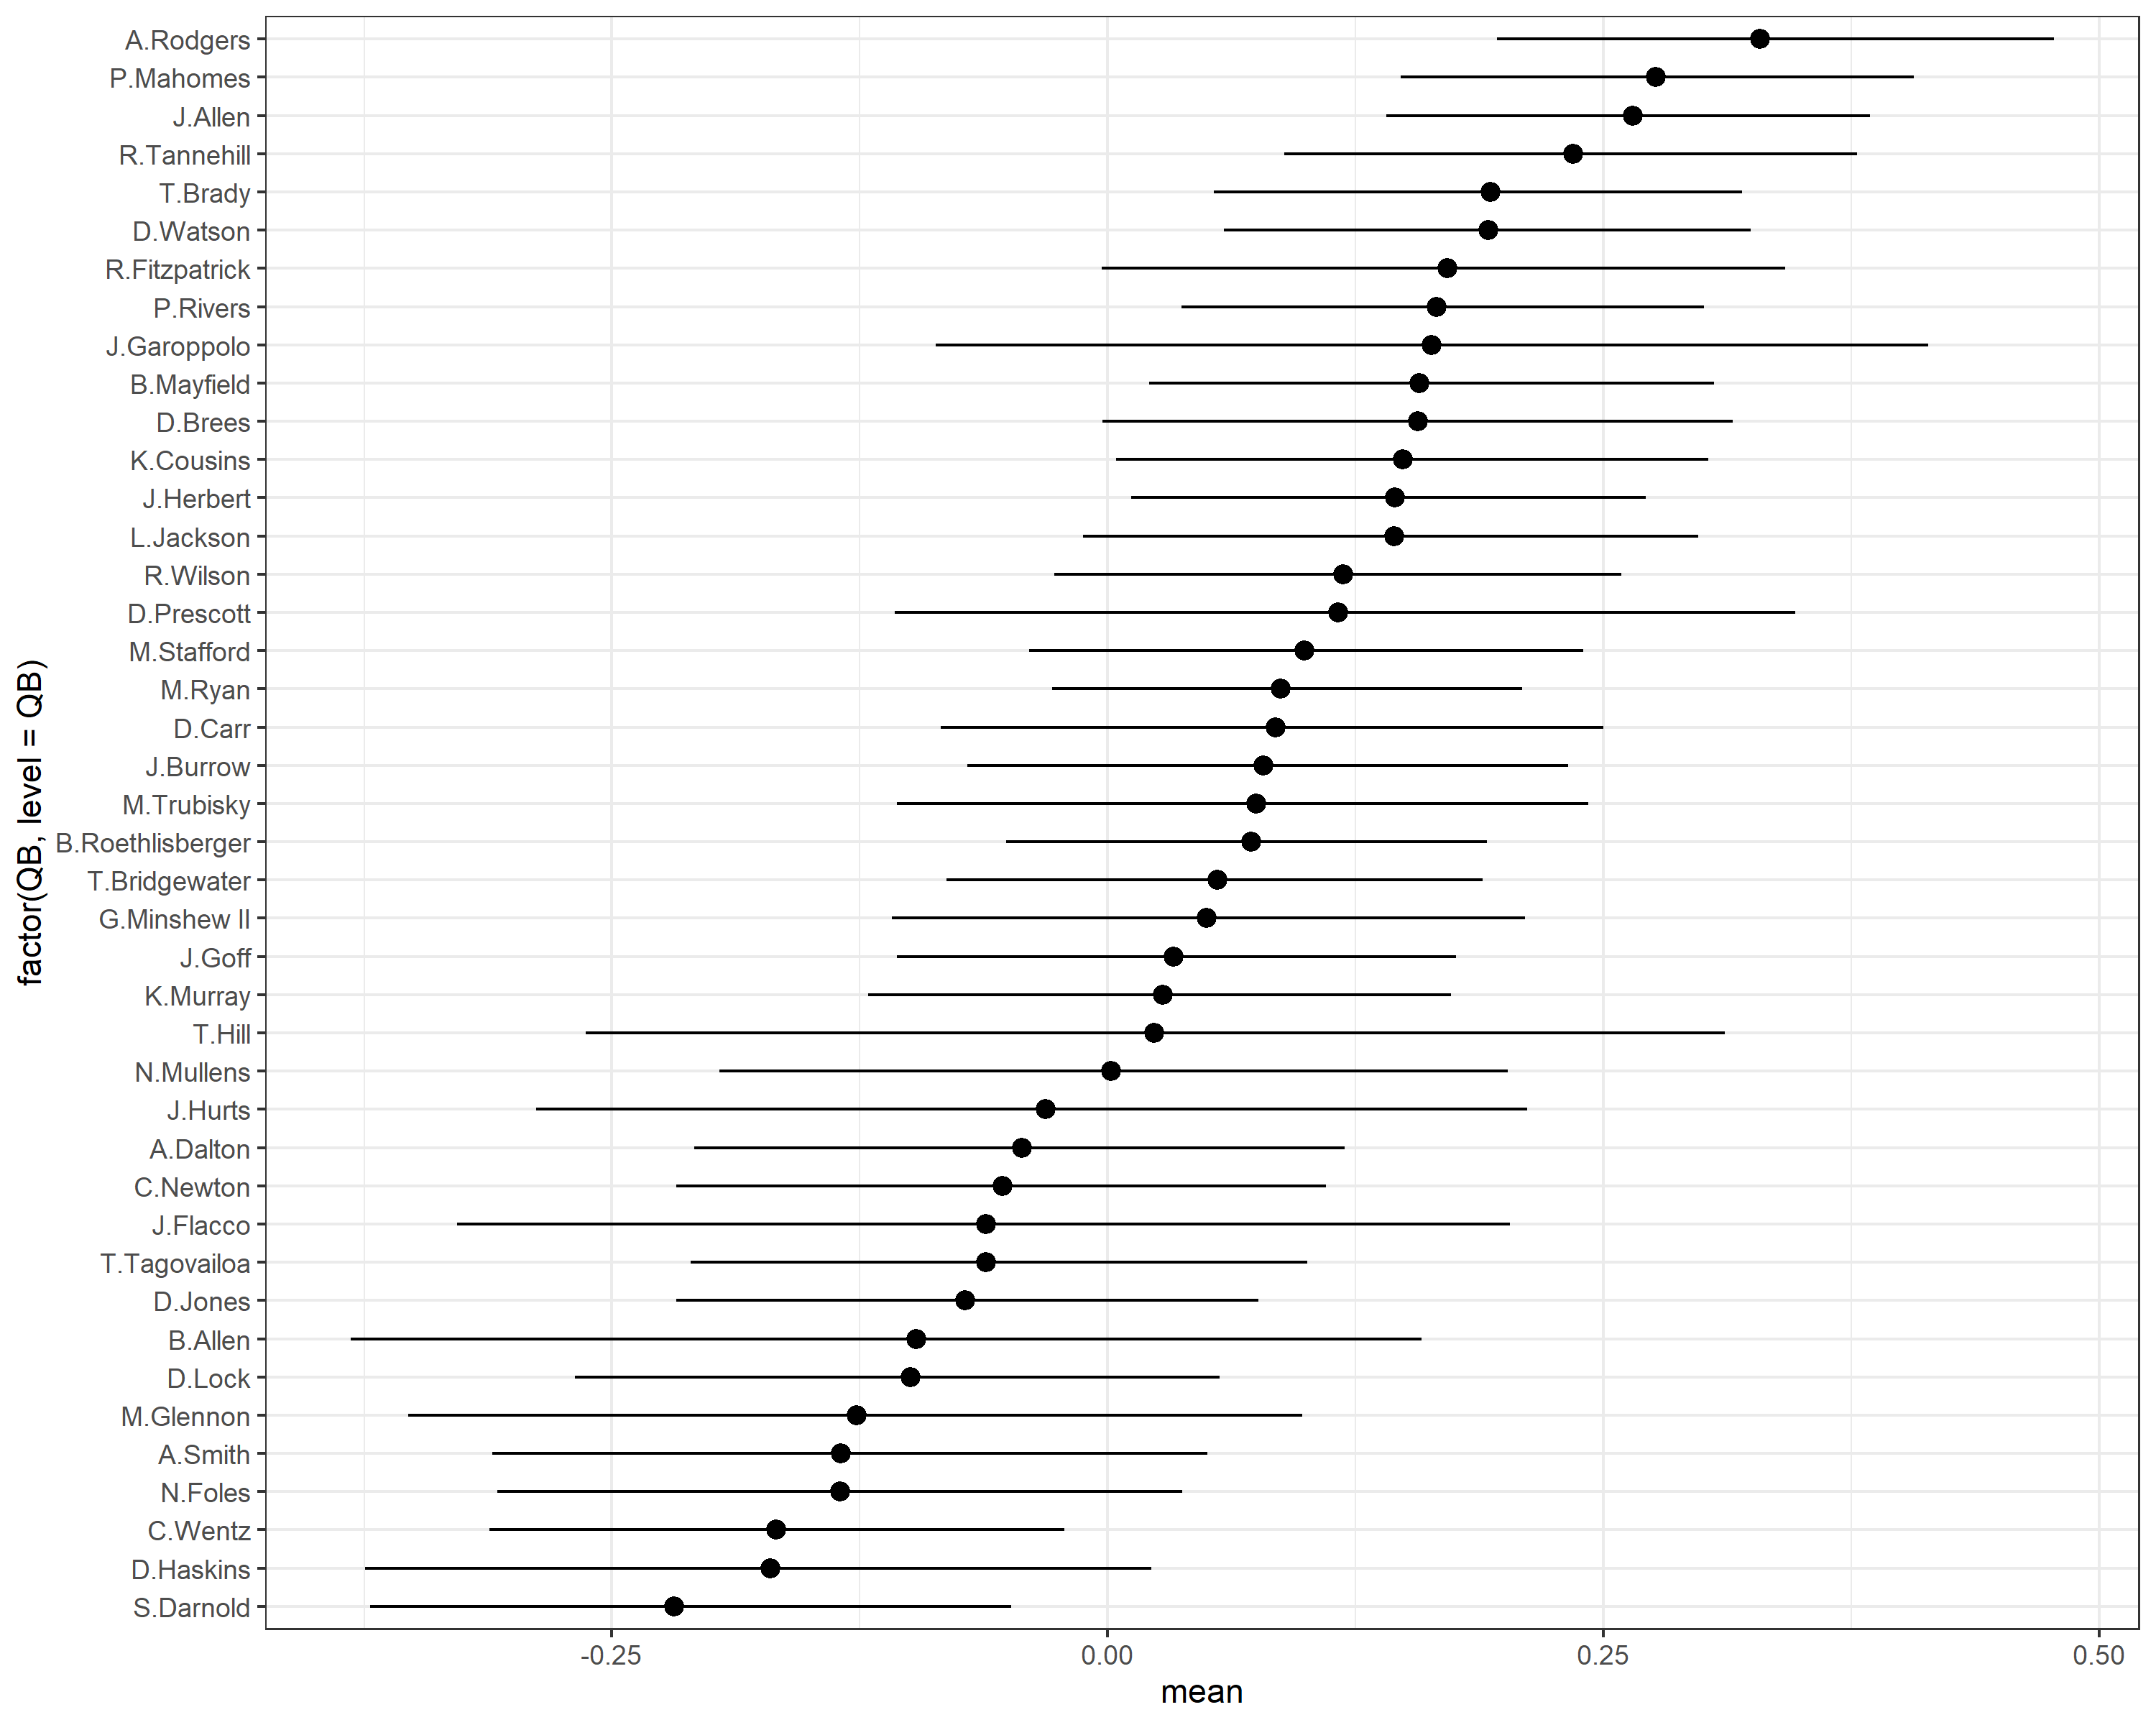 A.Rodgers
P.Mahomes
J.Allen
R.Tannehill
T.Brady
D.Watson
R.Fitzpatrick
P.Rivers
J.Garoppolo
B.Mayfield
D.Brees
K.Cousins
J.Herbert
L.Jackson
R.Wilson
D.Prescott
M.Stafford
M.Ryan
D.Carr
J.Burrow
M.Trubisky
B.Roethlisberger
T.Bridgewater
G.Minshew II
J.Goff
K.Murray
T.Hill
N.Mullens
J.Hurts
A.Dalton
C.Newton
J.Flacco
T.Tagovailoa
D.Jones
B.Allen
D.Lock
M.Glennon
A.Smith
N.Foles
C.Wentz
D.Haskins
S.Darnold
factor(QB, level = QB)
-0.25 0.00 0.25 0.50
mean